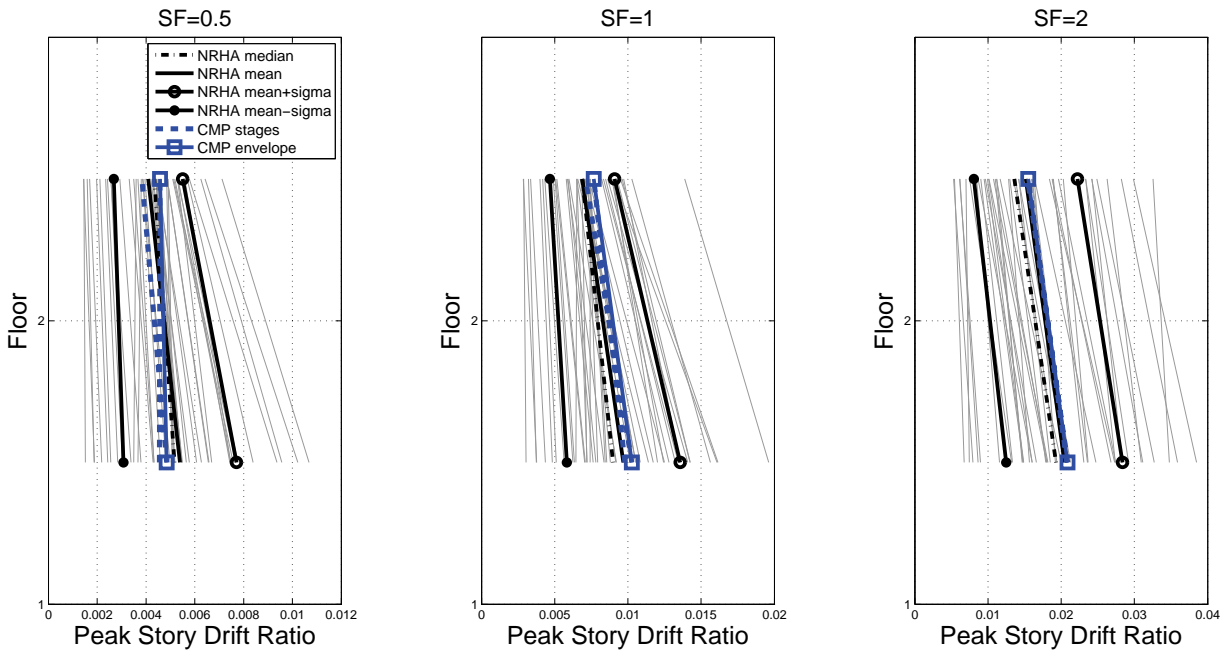 SF=0.5
NRHA median
NRHA mean
NRHA mean+sigma
NRHA mean−sigma
CMP stages
CMP envelope
Floor
2
1
0 0.002 0.004 0.006 0.008 0.01 0.012
Peak Story Drift Ratio
SF=1
Floor
2
1
0 0.005 0.01 0.015 0.02
Peak Story Drift Ratio
SF=2
Floor
2
1
0 0.01 0.02 0.03 0.04
Peak Story Drift Ratio